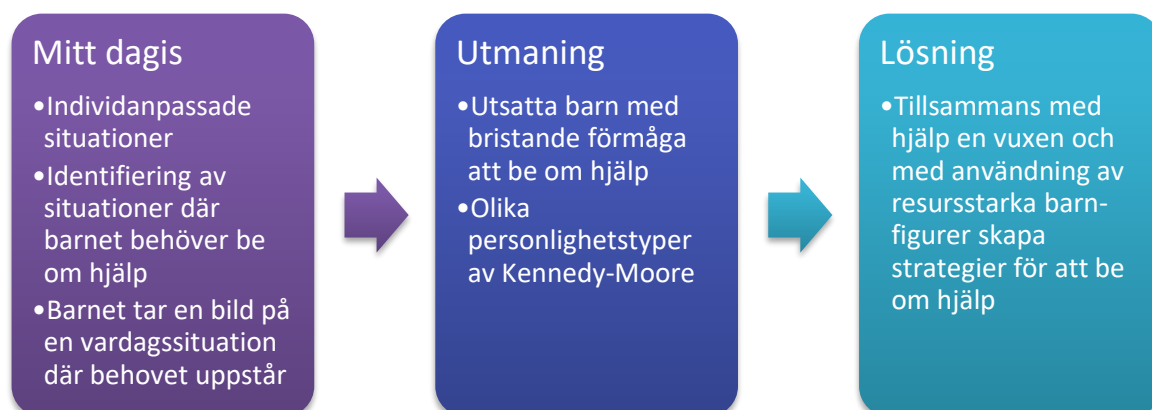 Mitt dagis
•Individanpassade
situationer
•Identifiering av
situationer där
barnet behöver be
om hjälp
•Barnet tar en bild på
en vardagssituation
där behovet uppstår
Utmaning
•Utsatta barn med
bristande förmåga
att be om hjälp
•Olika
personlighetstyper
av Kennedy-Moore
Lösning
•Tillsammans med
hjälp en vuxen och
med användning av
resursstarka barn-
figurer skapa
strategier för att be
om hjälp